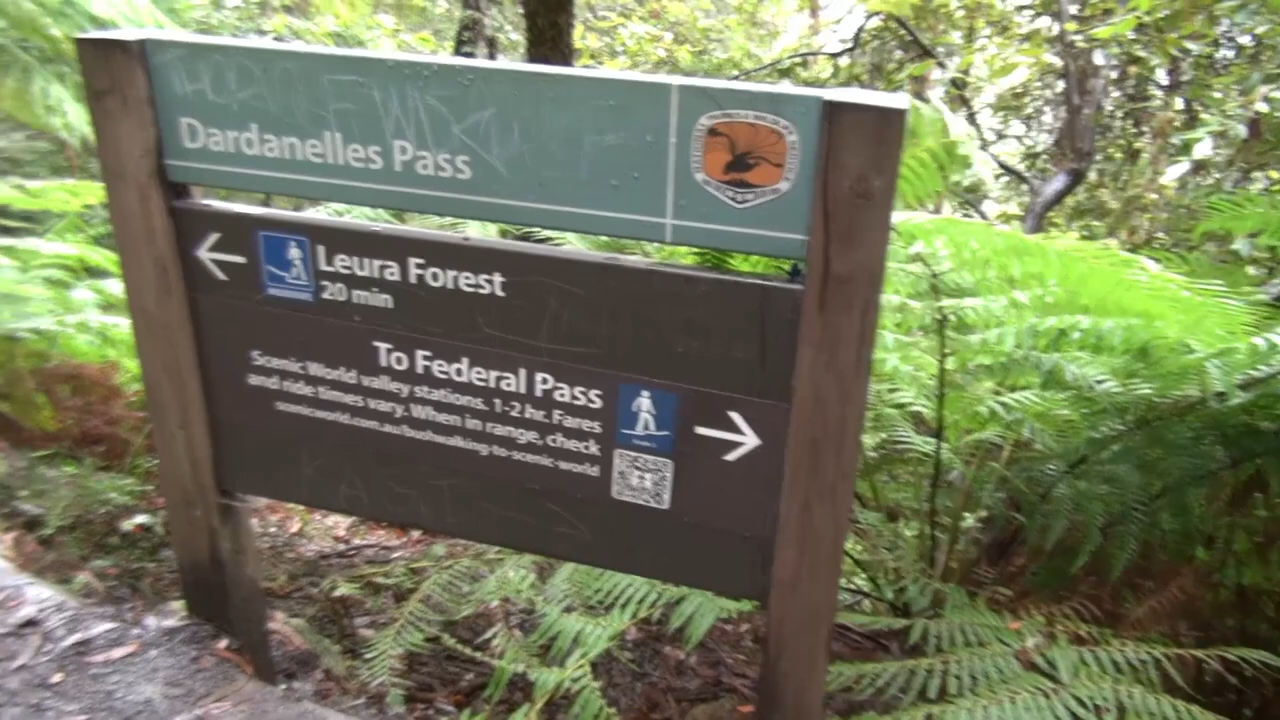 Dardanelles Pass
Leura Forest
20 min
To Federal Pass
Scenic World valley stations. 1-2 hr. Fares
and ride times vary. When in range, check
scenicworld.com.au/bushwalking-to-scenic-world